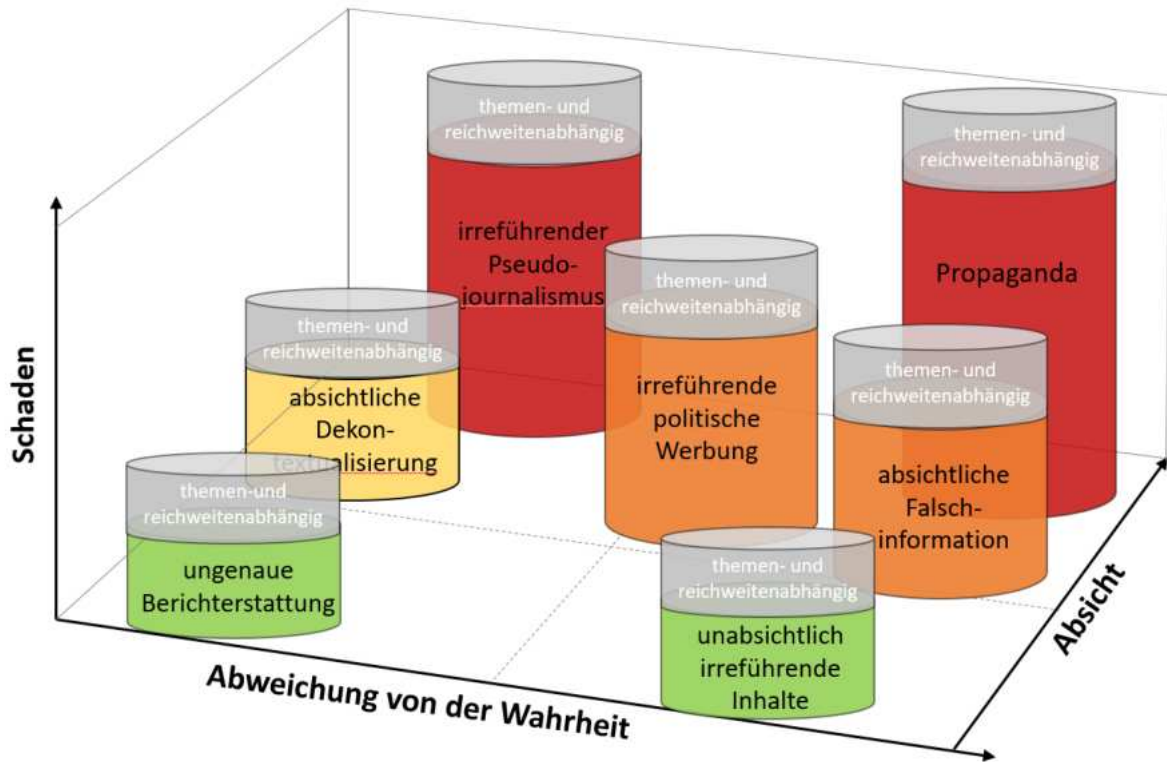 themen- und
reichweitenabhängig
irreführender
Pseudo-
journalismus
themen- und
reichweitenabhängig
Propaganda
themen- und
reichweitenabhängig
irreführende
politische
Werbung
themen- und
reichweitenabhängig
absichtliche
Dekon-
textualisierung
themen- und
reichweitenabhängig
absichtliche
Falsch-
information
themen-und
reichweitenabhängig
ungenaue
Berichterstattung
themen- und
reichweitenabhängig
unabsichtlich
irreführende
Inhalte
Schaden
Abweichung von der Wahrheit
Absicht